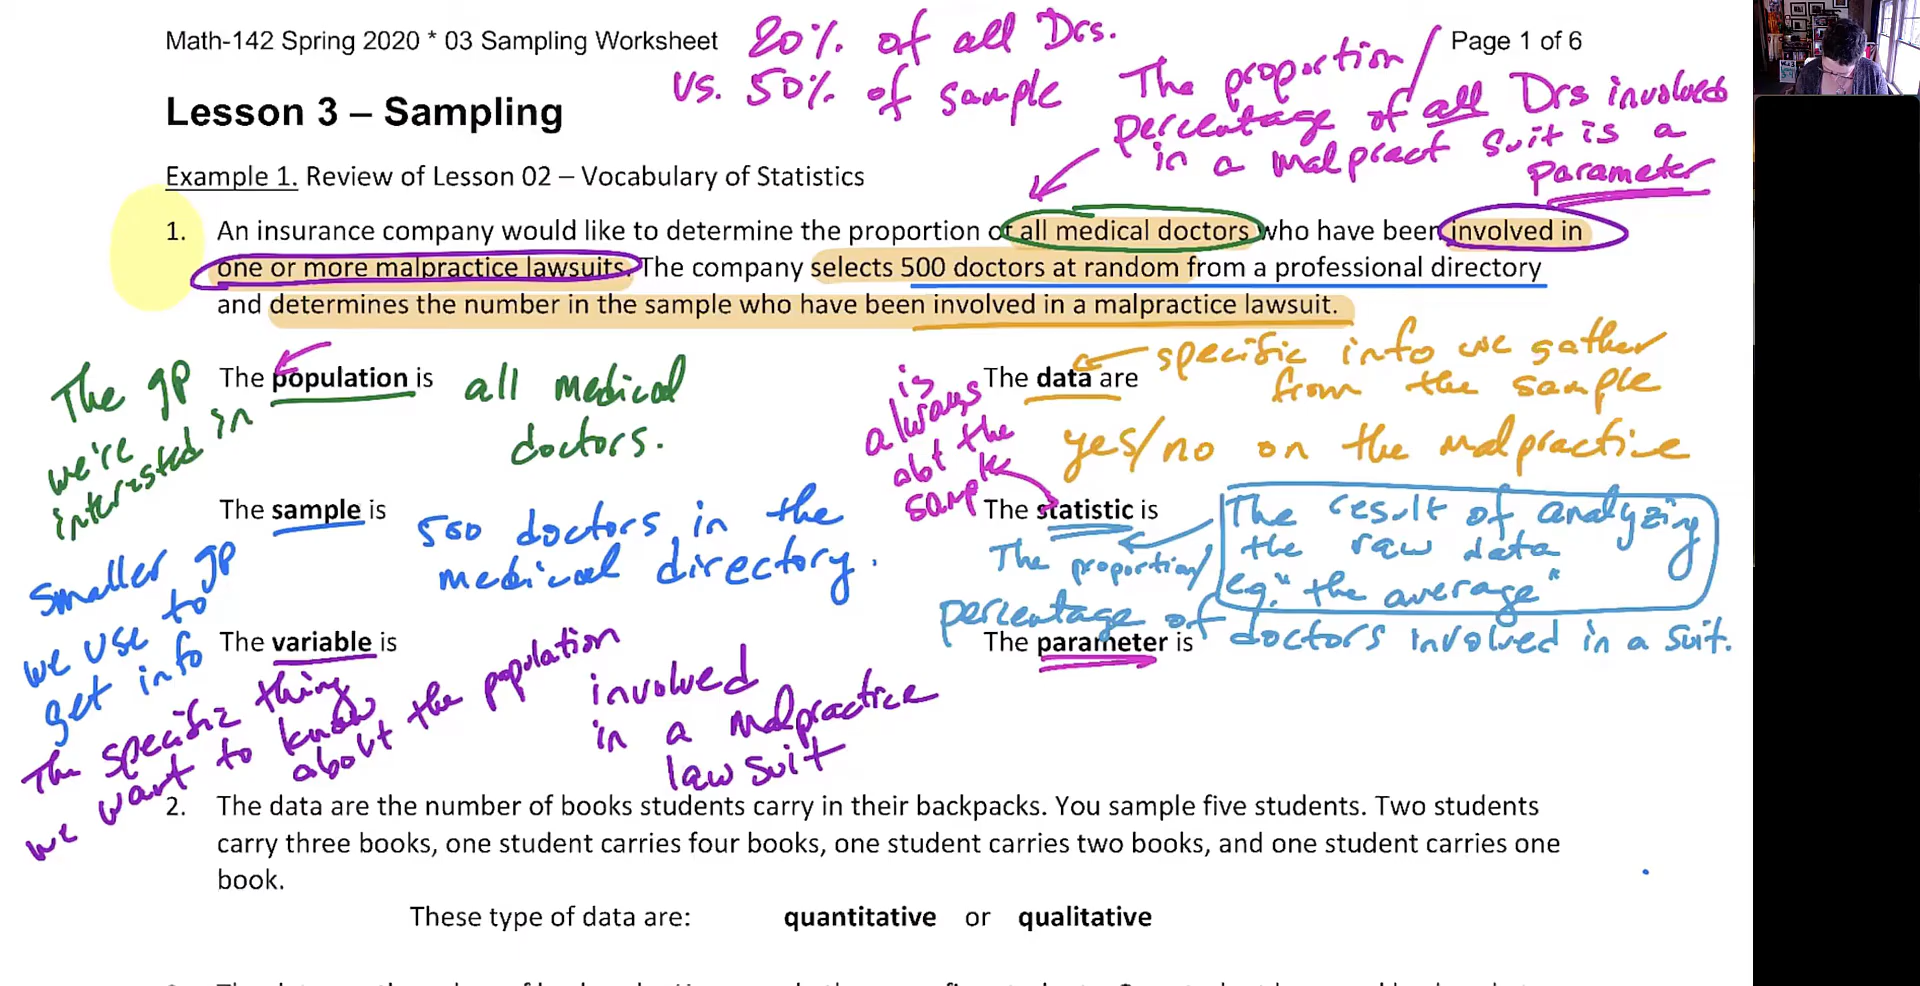 Math-142 Spring 2020 * 03 Sampling Worksheet
Page 1 of 6
20% of all Drs.
vs. 50% of sample
The proportion/
percentage of all Drs involved
in a malpract suit is a
parameter
Lesson 3 – Sampling
Example 1. Review of Lesson 02 – Vocabulary of Statistics
1. An insurance company would like to determine the proportion of all medical doctors who have been involved in
one or more malpractice lawsuits. The company selects 500 doctors at random from a professional directory
and determines the number in the sample who have been involved in a malpractice lawsuit.
The gp
we're
interested in
The population is
all medical
doctors.
The data are
specific info we gather
from the sample
yes/no on the malpractice
The sample is
500 doctors in the
medical directory.
smaller gp
we use to
get info
is
always
abt the
sample
The statistic is
The result of analyzing
the raw data
eg. "the average"
The proportion/
percentage of
doctors involved in a suit.
The variable is
The specific thing
we want to know
about the population
involved
in a malpractice
law suit
The parameter is
2. The data are the number of books students carry in their backpacks. You sample five students. Two students
carry three books, one student carries four books, one student carries two books, and one student carries one
book.
These type of data are: quantitative or qualitative